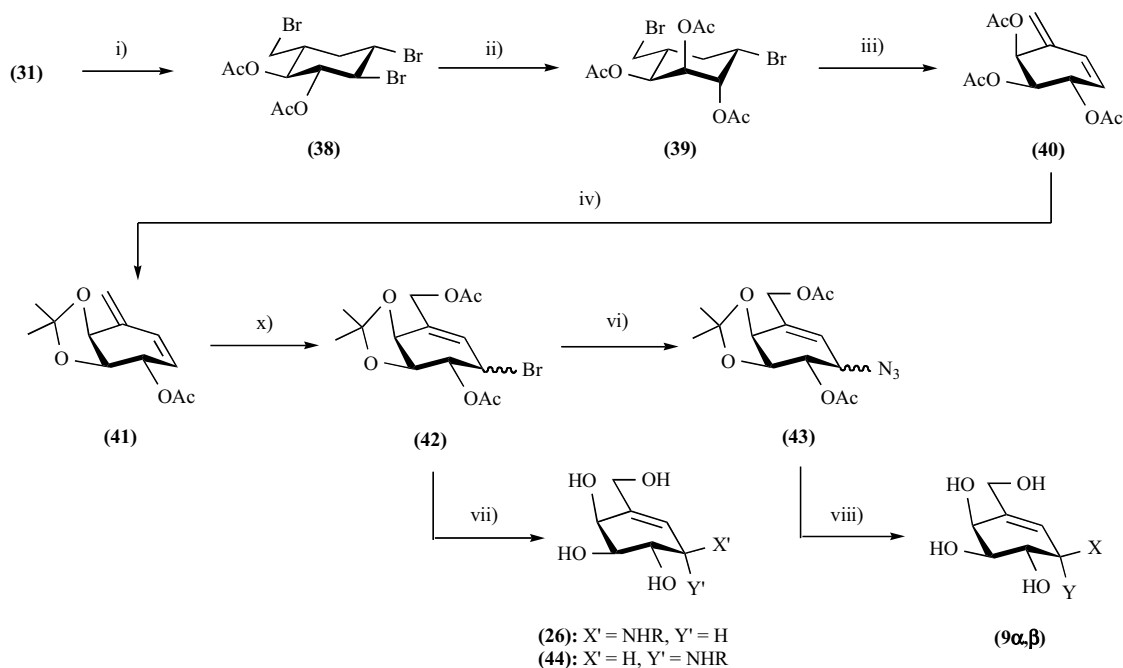 (31)
i)
Br
Br
Br
AcO
AcO
(38)
ii)
OAc
Br
Br
AcO
OAc
(39)
iii)
AcO
AcO
OAc
(40)
iv)
O
O
OAc
(41)
x)
OAc
O
O
Br
OAc
(42)
vi)
OAc
O
O
N3
OAc
(43)
vii)
HO OH
HO
X'
HO
Y'
(26): X' = NHR, Y' = H
(44): X' = H, Y' = NHR
viii)
HO OH
HO
X
HO
Y
(9α,β)